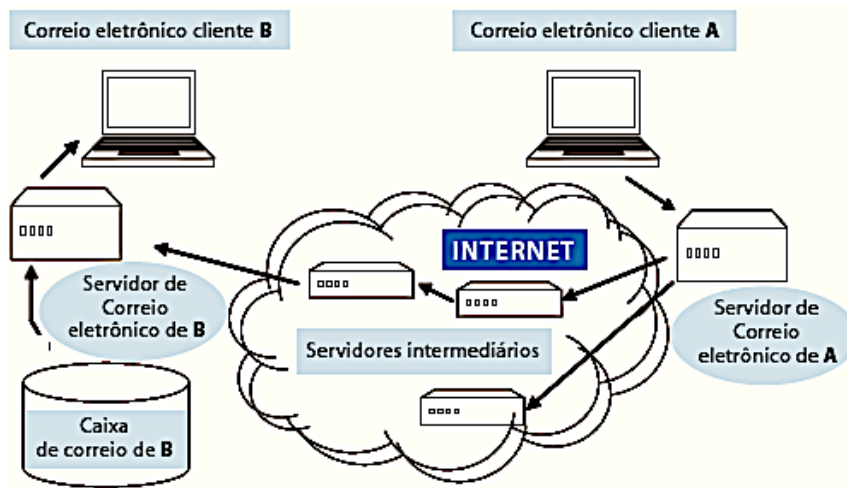 Correio eletrônico cliente B
Correio eletrônico cliente A
INTERNET
Servidor de
Correio
eletrônico de B
Servidores intermediários
Servidor de
Correio
eletrônico de A
Caixa
de correio de B